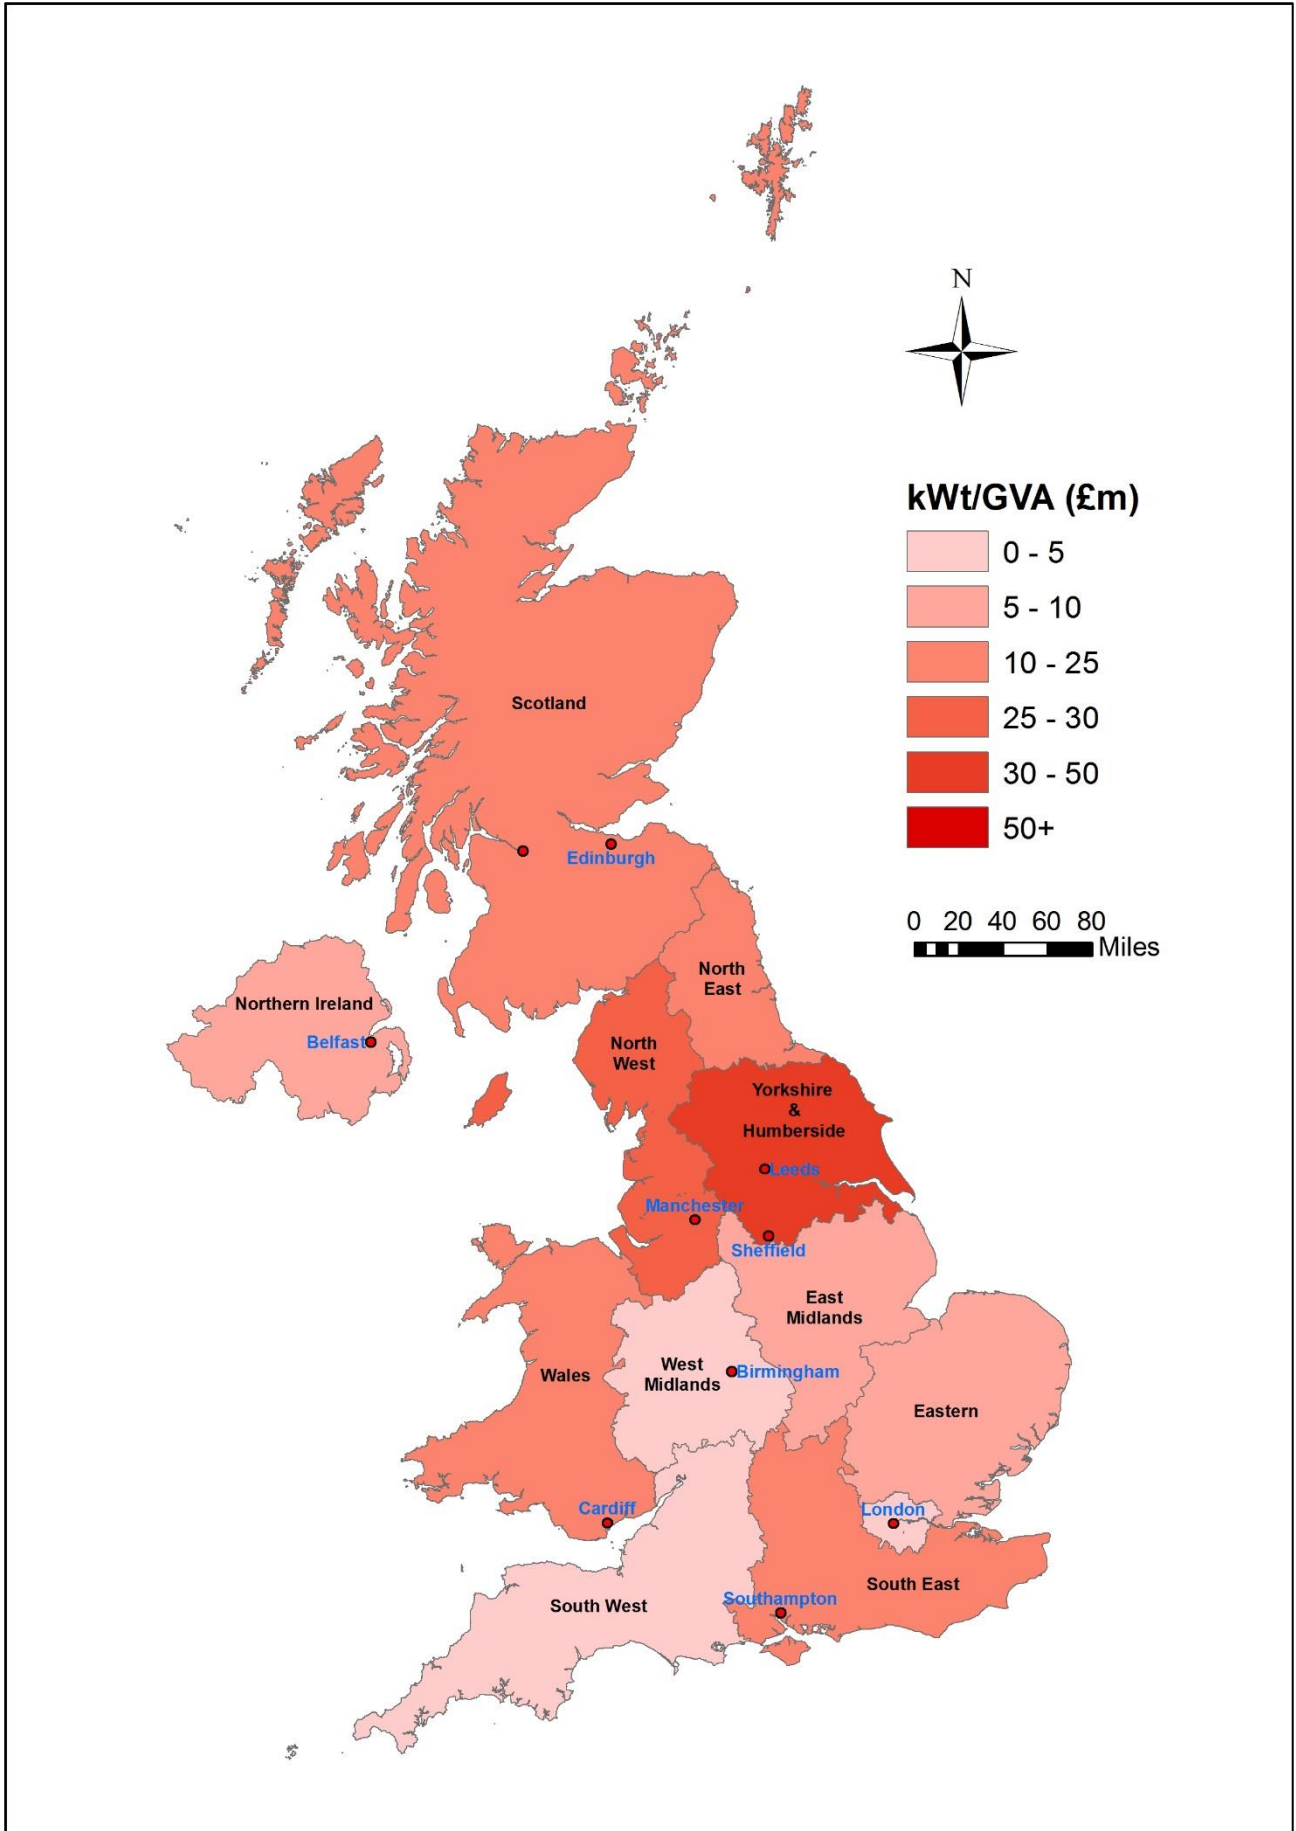 N
kWt/GVA (£m)
0 - 5
5 - 10
10 - 25
25 - 30
30 - 50
50+
Scotland
Edinburgh
0 20 40 60 80
Miles
North
East
Northern Ireland
Belfast
North
West
Yorkshire
&
Humberside
Leeds
Manchester
Sheffield
East
Midlands
West
Midlands
Birmingham
Wales
Eastern
Cardiff
London
South East
Southampton
South West